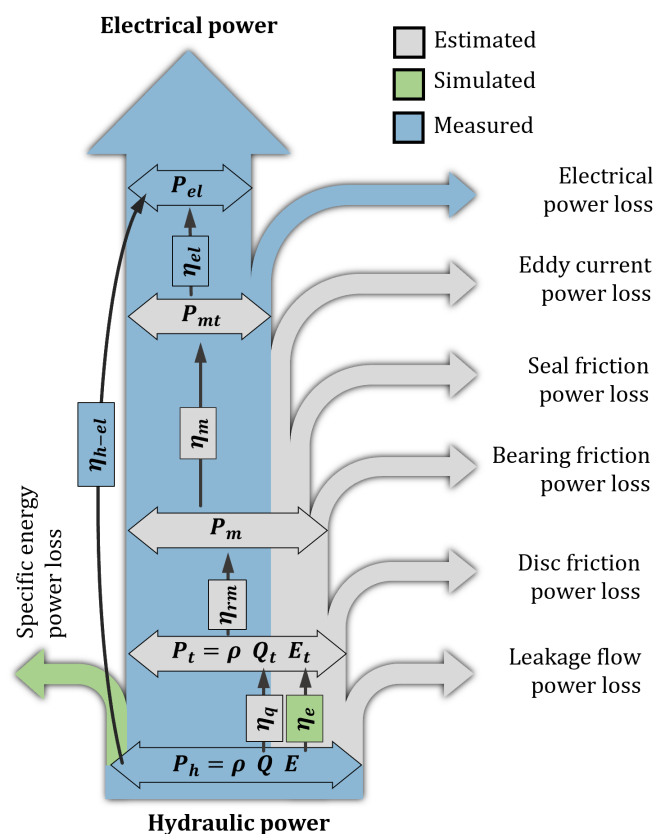 Electrical power
Estimated
Simulated
Measured
P_el
Electrical
power loss
η_el
Eddy current
power loss
P_mt
Seal friction
power loss
η_h−el
η_m
Bearing friction
power loss
P_m
Specific energy
power loss
Disc friction
power loss
η_rm
P_t = ρ Q_t E_t
Leakage flow
power loss
η_q
η_e
P_h = ρ Q E
Hydraulic power